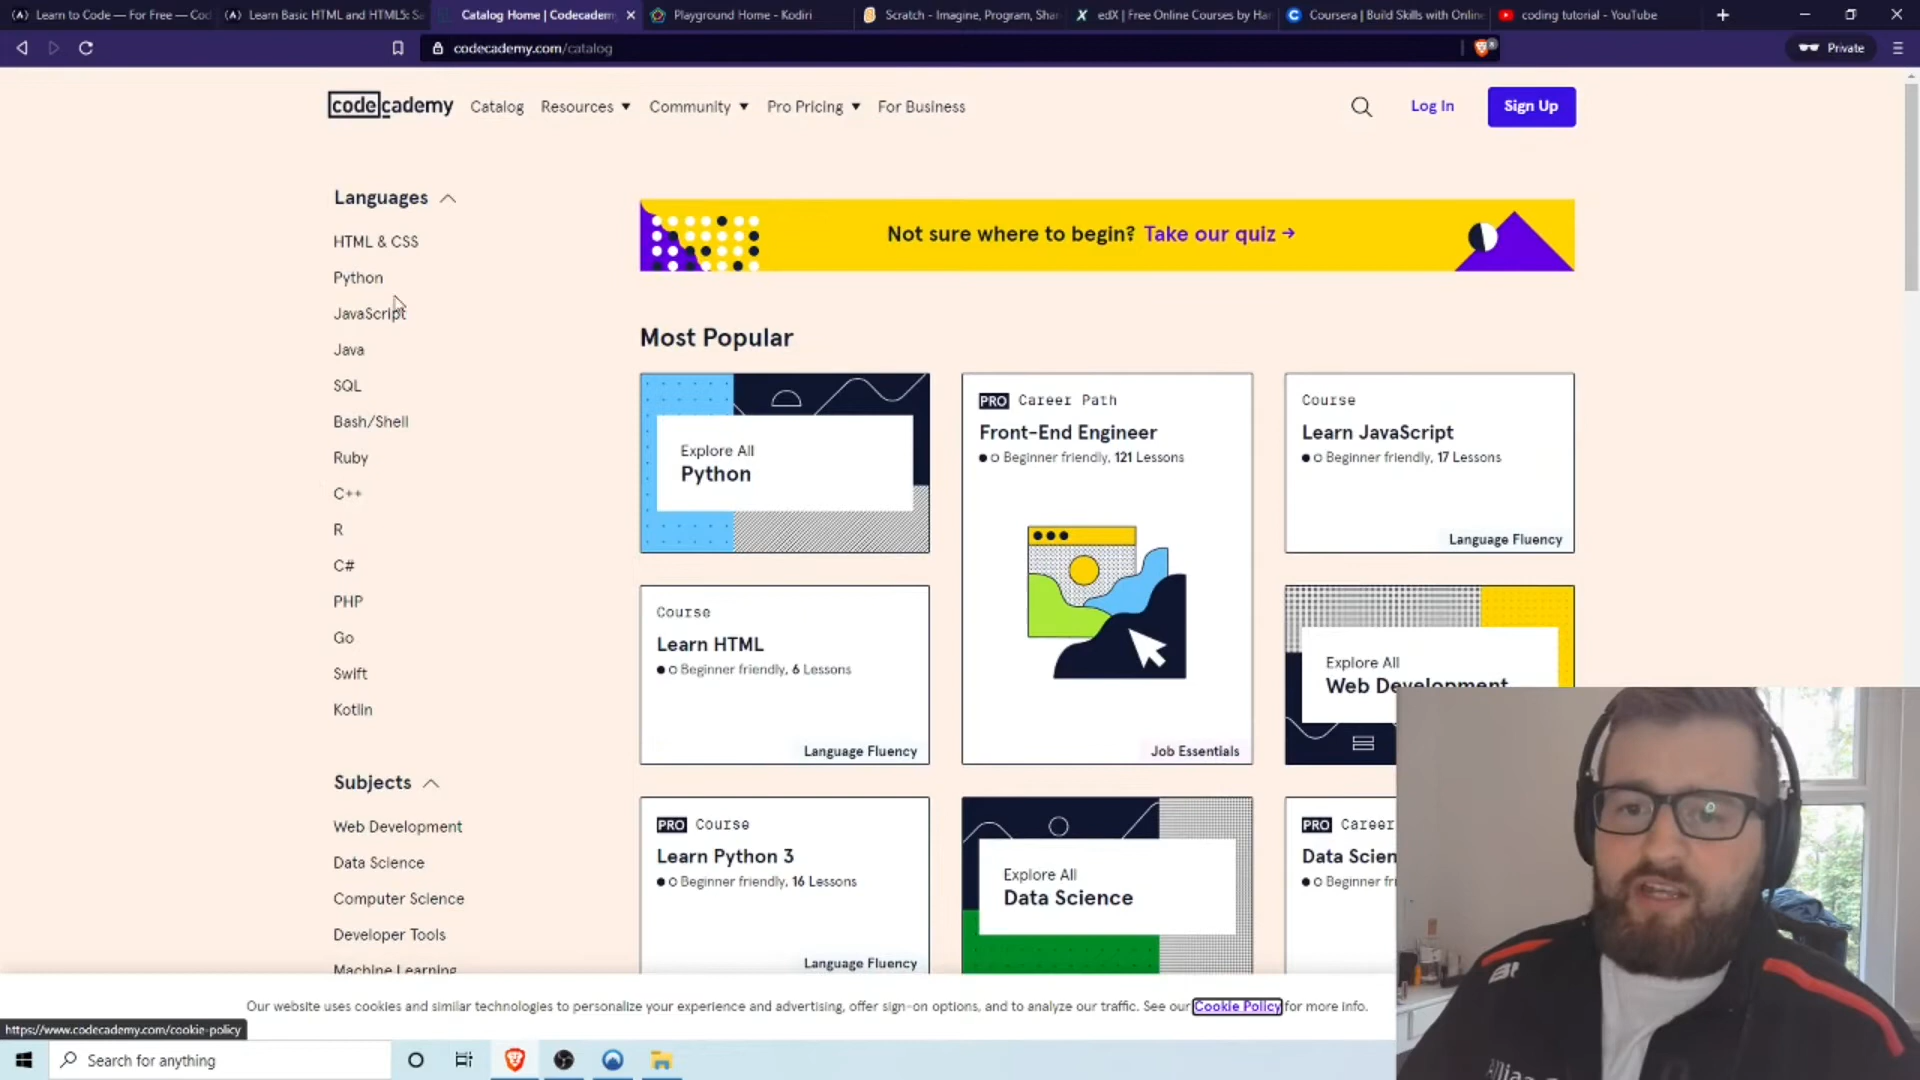 Learn to Code — For Free — Cod
Learn Basic HTML and HTML5: Sa
Catalog Home | Codecademy
Playground Home - Kodiri
Scratch - Imagine, Program, Shar
edX | Free Online Courses by Har
Coursera | Build Skills with Online
coding tutorial - YouTube
codecademy.com/catalog
Private
codecademy
Catalog
Resources
Community
Pro Pricing
For Business
Log In
Sign Up
Languages
HTML & CSS
Python
JavaScript
Java
SQL
Bash/Shell
Ruby
C++
R
C#
PHP
Go
Swift
Kotlin
Subjects
Web Development
Data Science
Computer Science
Developer Tools
Machine Learning
Not sure where to begin? Take our quiz →
Most Popular
Explore All
Python
PRO Career Path
Front-End Engineer
Beginner friendly, 121 Lessons
Job Essentials
Course
Learn JavaScript
Beginner friendly, 17 Lessons
Language Fluency
Course
Learn HTML
Beginner friendly, 6 Lessons
Language Fluency
Explore All
Web Development
PRO Course
Learn Python 3
Beginner friendly, 16 Lessons
Language Fluency
Explore All
Data Science
PRO Career
Data Scien
Beginner fri
Our website uses cookies and similar technologies to personalize your experience and advertising, offer sign-on options, and to analyze our traffic. See our Cookie Policy for more info.
https://www.codecademy.com/cookie-policy
Search for anything